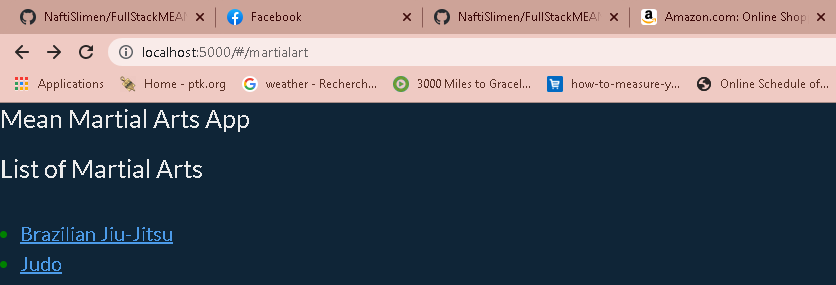 NaftiSlimen/FullStackMEAN
Facebook
NaftiSlimen/FullStackMEAN
Amazon.com: Online Shop
localhost:5000/#/martialart
Applications
Home - ptk.org
weather - Recherch...
3000 Miles to Gracel...
how-to-measure-y...
Online Schedule of...
Mean Martial Arts App
List of Martial Arts
Brazilian Jiu-Jitsu
Judo